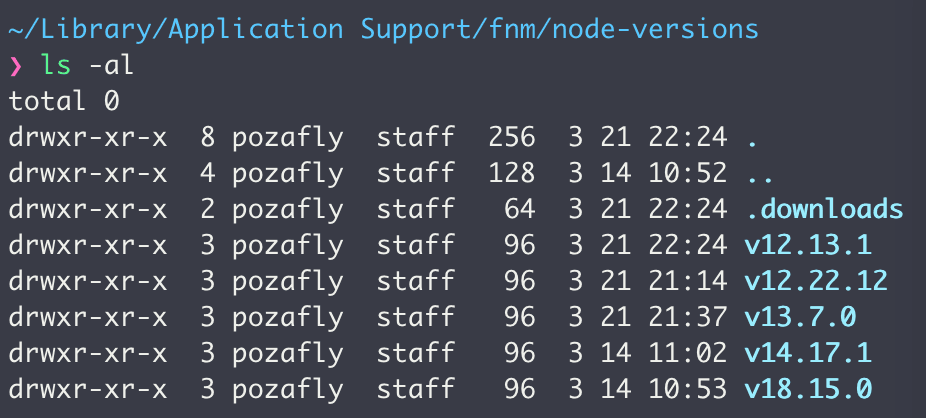 ~/Library/Application Support/fnm/node-versions
❯ ls -al
total 0
drwxr-xr-x  8 pozafly  staff  256  3 21 22:24 .
drwxr-xr-x  4 pozafly  staff  128  3 14 10:52 ..
drwxr-xr-x  2 pozafly  staff   64  3 21 22:24 .downloads
drwxr-xr-x  3 pozafly  staff   96  3 21 22:24 v12.13.1
drwxr-xr-x  3 pozafly  staff   96  3 21 21:14 v12.22.12
drwxr-xr-x  3 pozafly  staff   96  3 21 21:37 v13.7.0
drwxr-xr-x  3 pozafly  staff   96  3 14 11:02 v14.17.1
drwxr-xr-x  3 pozafly  staff   96  3 14 10:53 v18.15.0